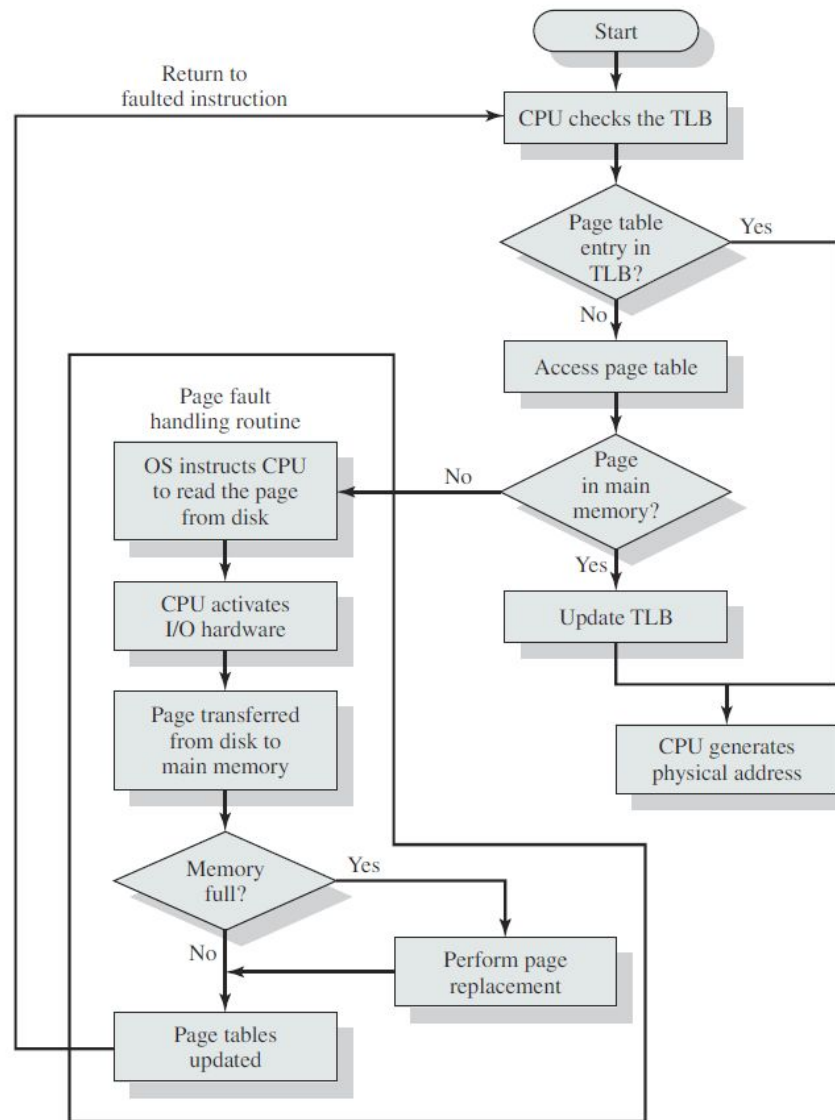 Start
Return to
faulted instruction
CPU checks the TLB
Page table
entry in
TLB?
Yes
No
Access page table
Page fault
handling routine
OS instructs CPU
to read the page
from disk
No
Page
in main
memory?
Yes
CPU activates
I/O hardware
Update TLB
Page transferred
from disk to
main memory
CPU generates
physical address
Memory
full?
Yes
No
Perform page
replacement
Page tables
updated